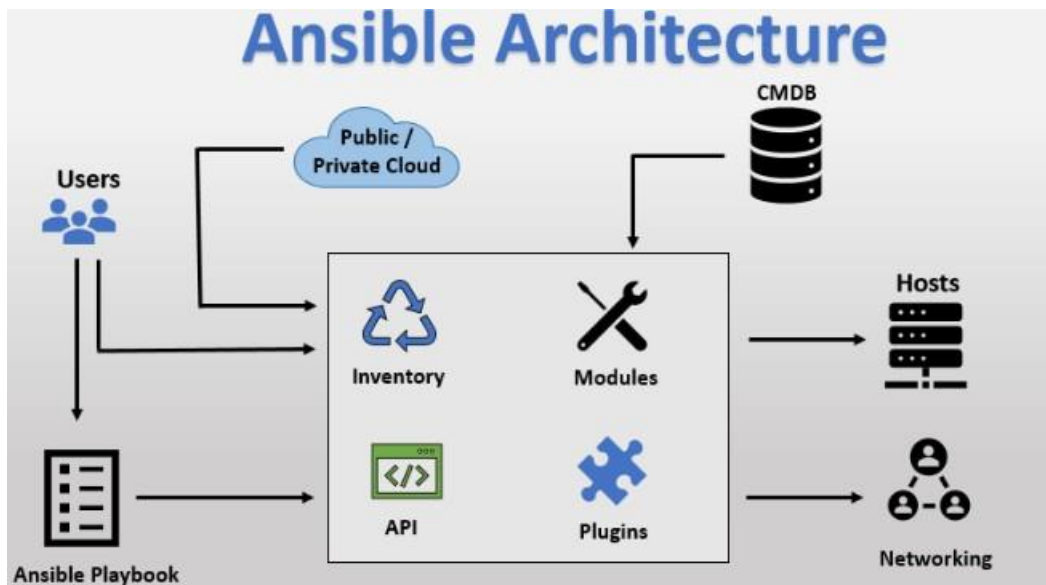 Ansible Architecture
CMDB
Public /
Private Cloud
Users
Hosts
Inventory
Modules
</>
API
Plugins
Networking
Ansible Playbook